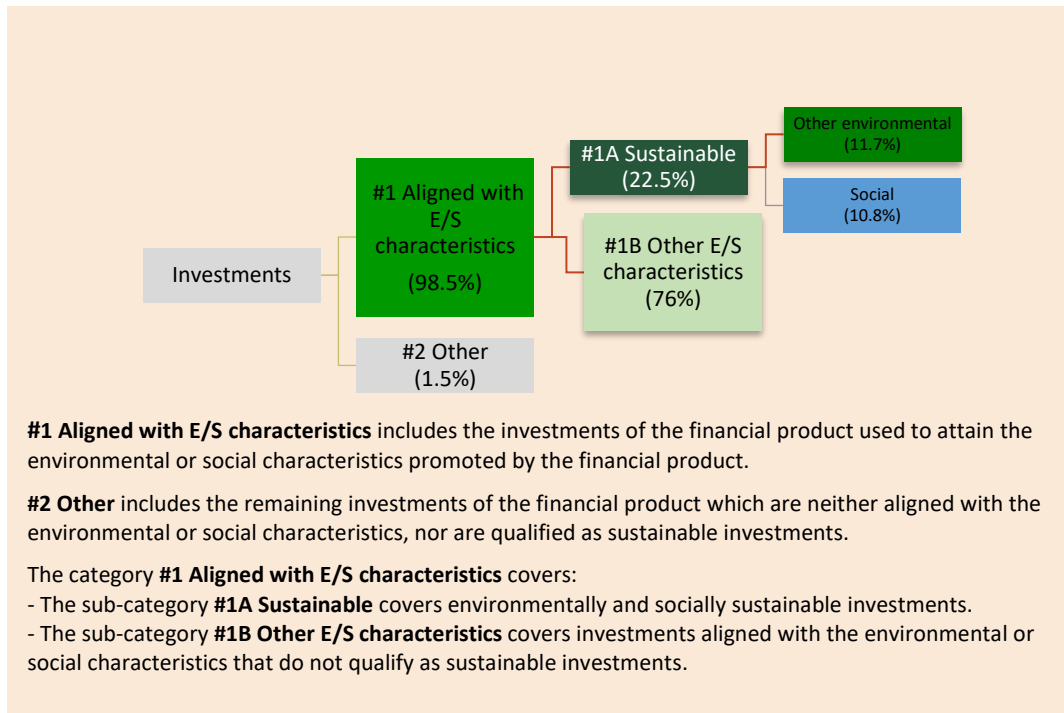 Investments
#1 Aligned with
E/S
characteristics
(98.5%)
#2 Other
(1.5%)
#1A Sustainable
(22.5%)
#1B Other E/S
characteristics
(76%)
Other environmental
(11.7%)
Social
(10.8%)
#1 Aligned with E/S characteristics includes the investments of the financial product used to attain the
environmental or social characteristics promoted by the financial product.
#2 Other includes the remaining investments of the financial product which are neither aligned with the
environmental or social characteristics, nor are qualified as sustainable investments.
The category #1 Aligned with E/S characteristics covers:
- The sub-category #1A Sustainable covers environmentally and socially sustainable investments.
- The sub-category #1B Other E/S characteristics covers investments aligned with the environmental or
social characteristics that do not qualify as sustainable investments.